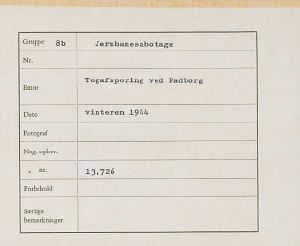 Gruppe 8b Jernbanesabotage
Nr.
Emne Togafsporing ved Padborg
Dato vinteren 1944
Fotograf
Neg. opbev.
" nr. 13,726
Forbehold
Særlige
bemærkninger